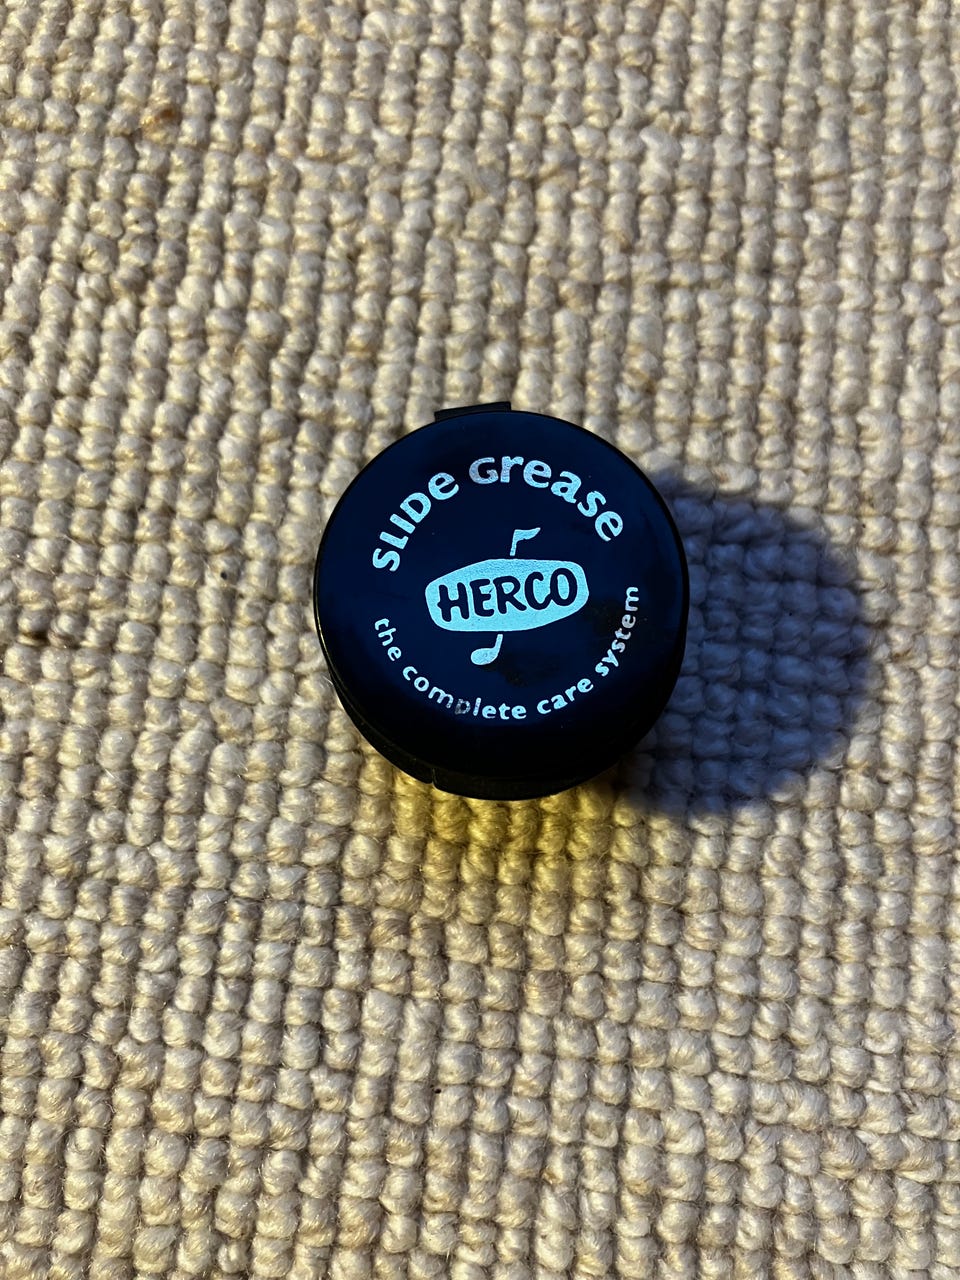 SLIDe Grease
HERCO
the complete care system